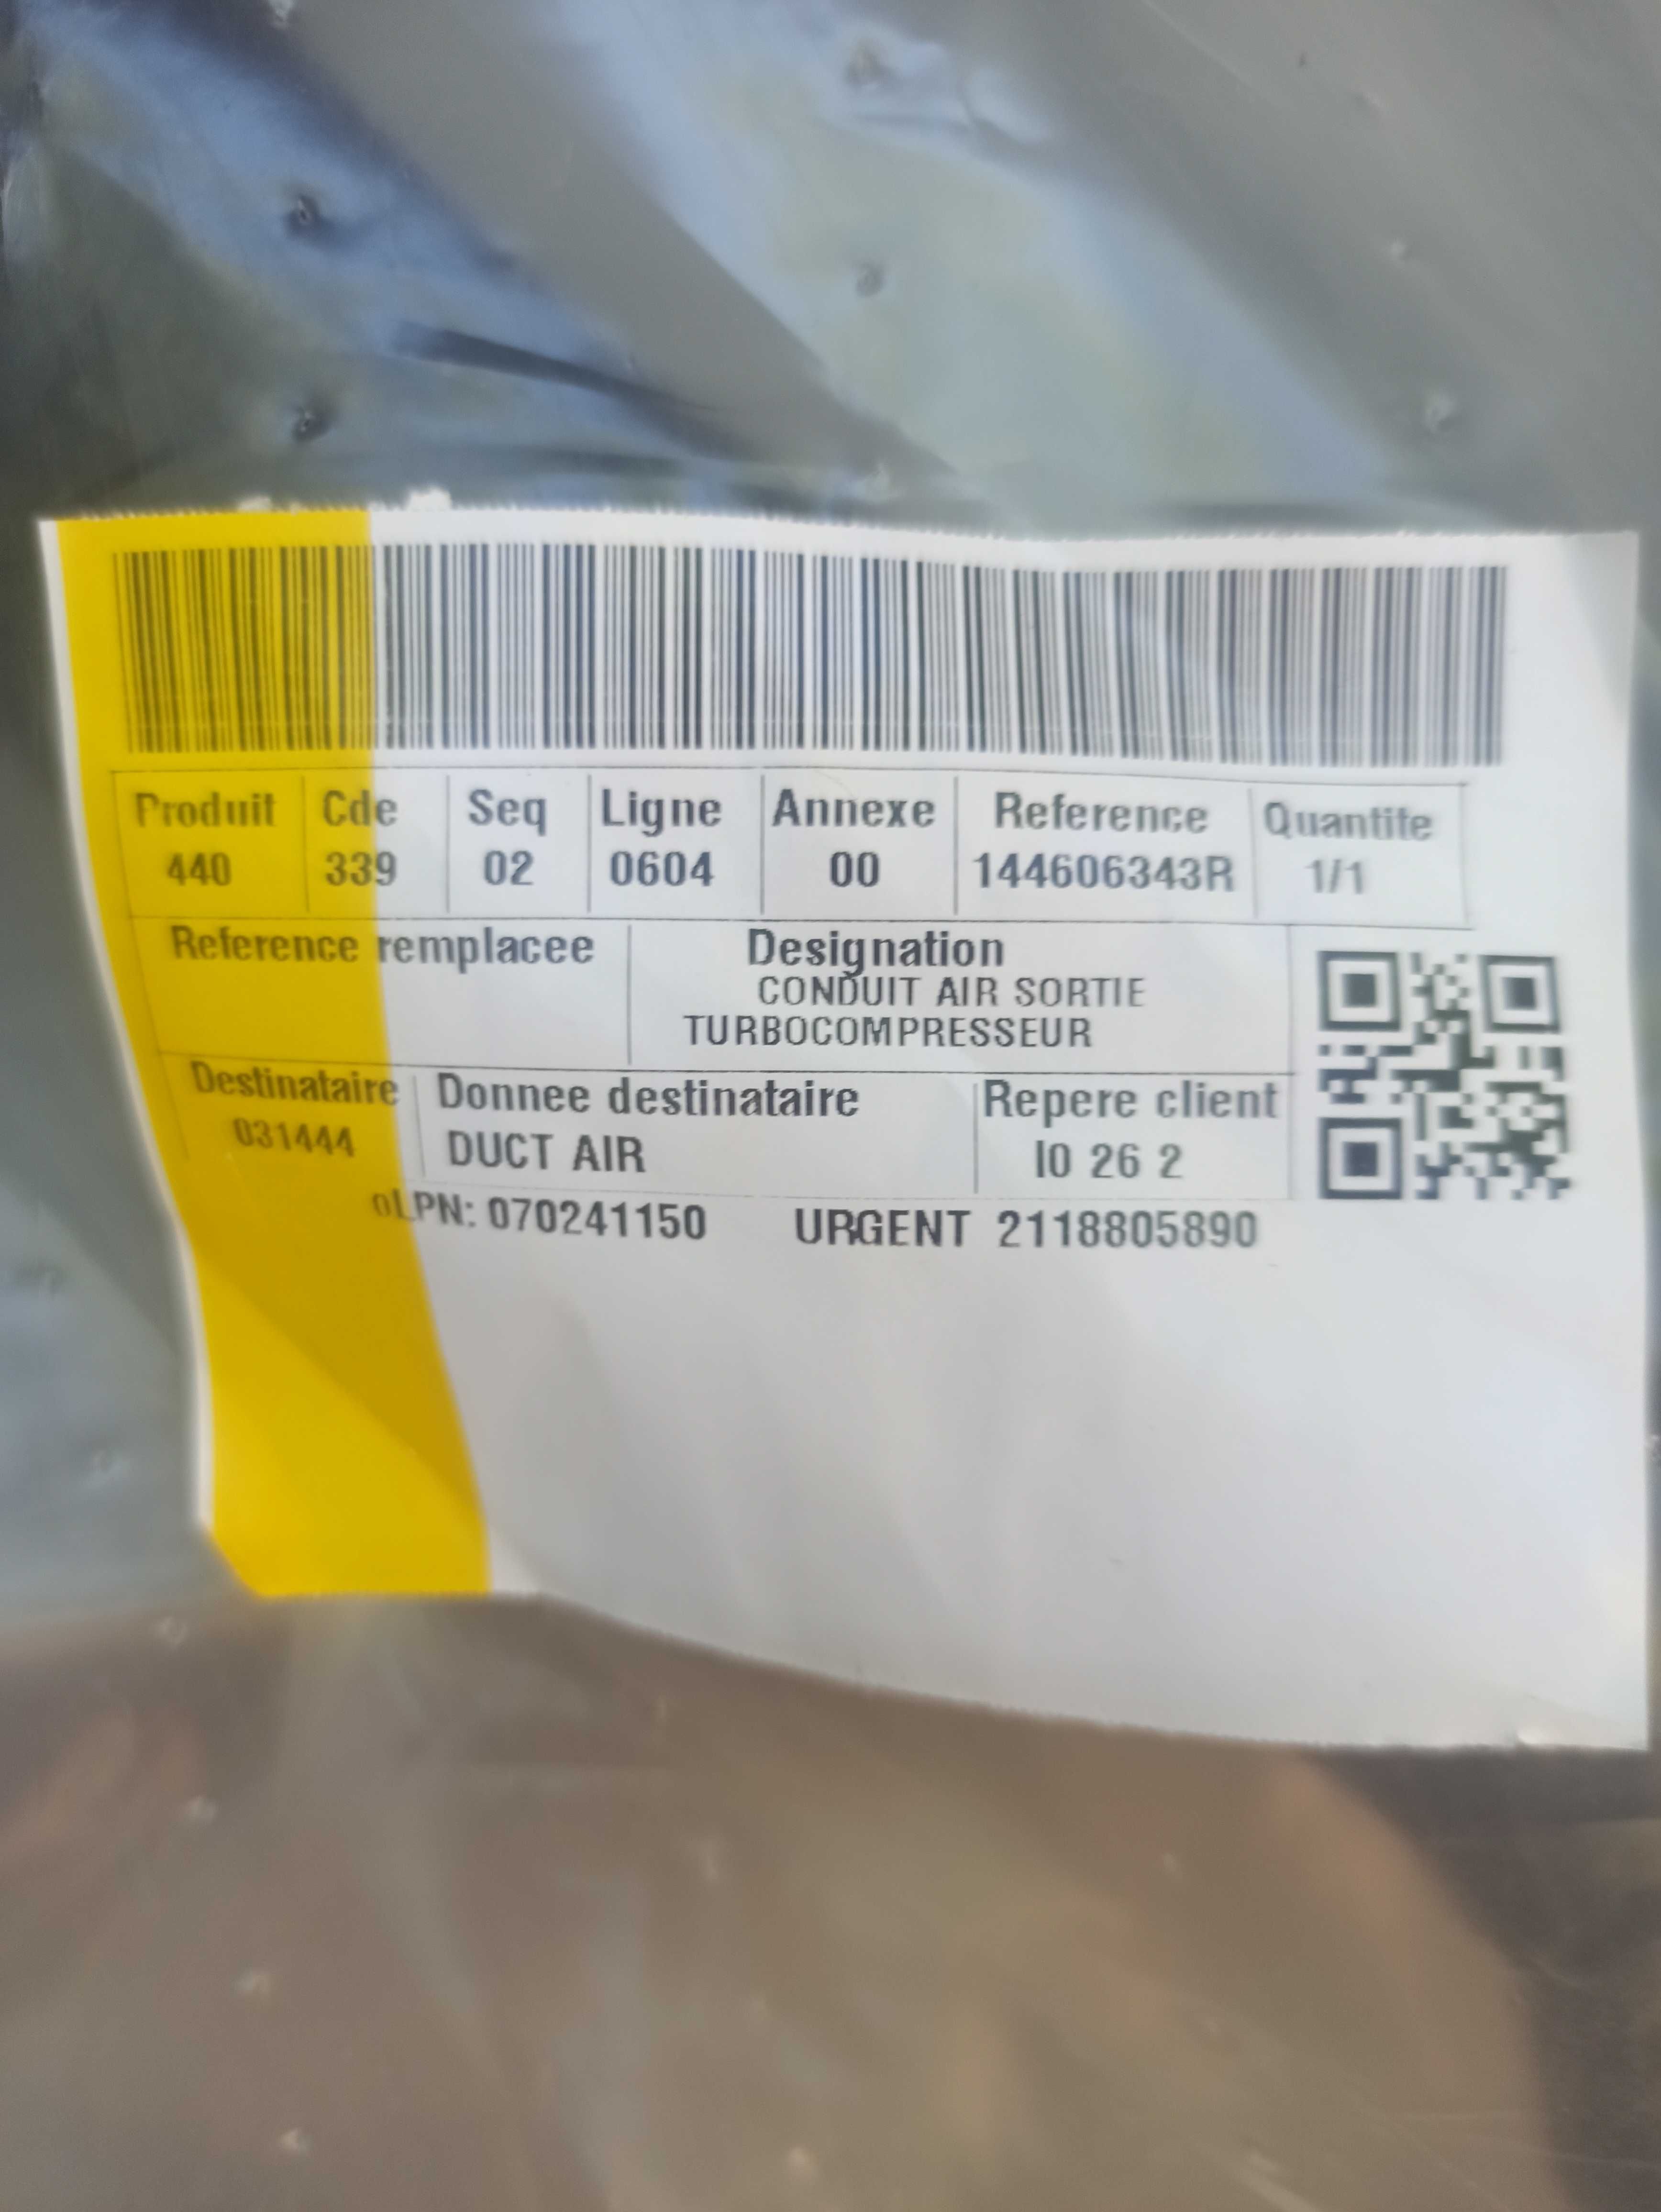 Produit Cde Seq Ligne Annexe Reference Quantite
440 339 02 0604 00 144606343R 1/1
Reference remplacee Designation
CONDUIT AIR SORTIE
TURBOCOMPRESSEUR
Destinataire Donnee destinataire Repere client
031444 DUCT AIR IO 26 2
oLPN: 070241150 URGENT 2118805890